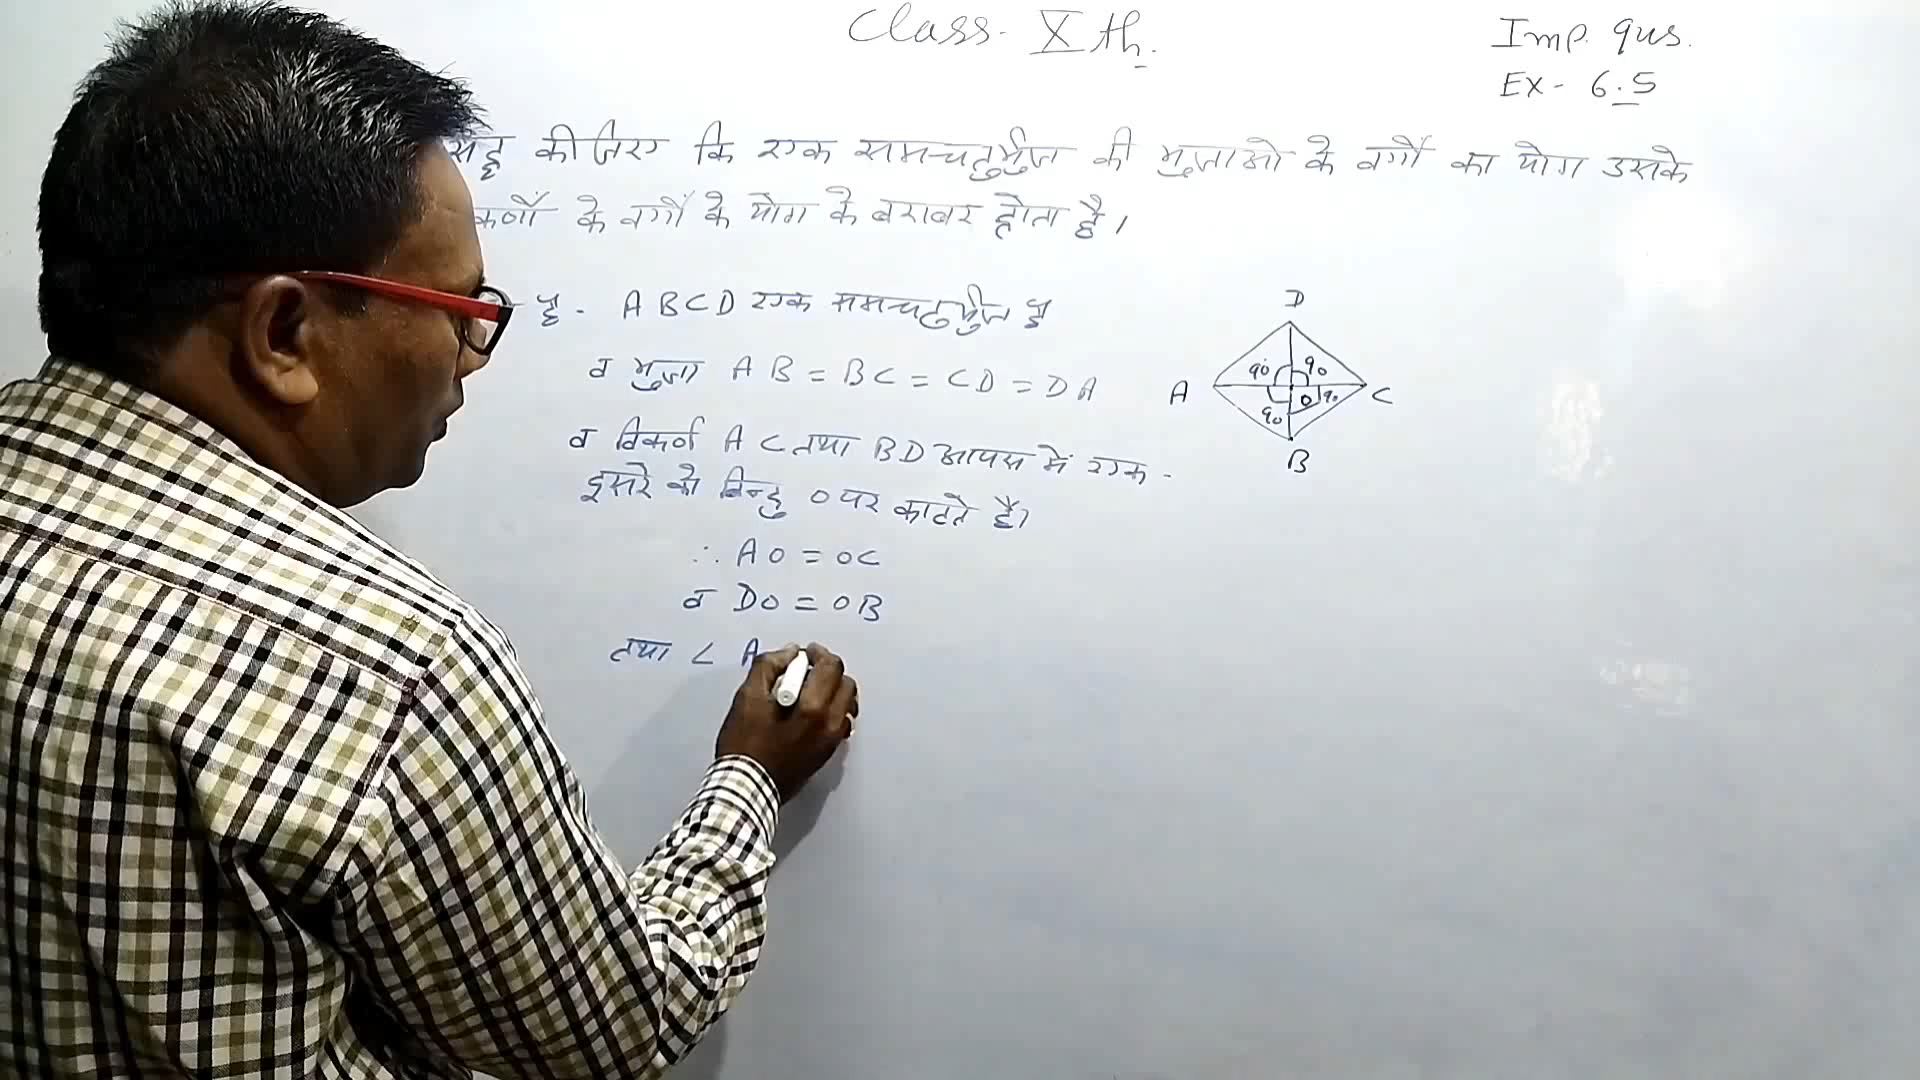 Class. Xth.
Imp. qus.
Ex - 6.5
कीजिए कि एक समचतुर्भुज की भुजाओ के वर्गों का योग उसके
कर्णों के वर्गों के योग के बराबर होता है।
है - ABCD एक समचतुर्भुज है
व भुजा AB = BC = CD = DA
व विकर्ण AC तथा BD आपस में एक -
दुसरे को बिन्दु O पर काटते है।
∴ AO = OC
व DO = OB
तथा ∠ A
D
90 90
A O 90 C
90
B